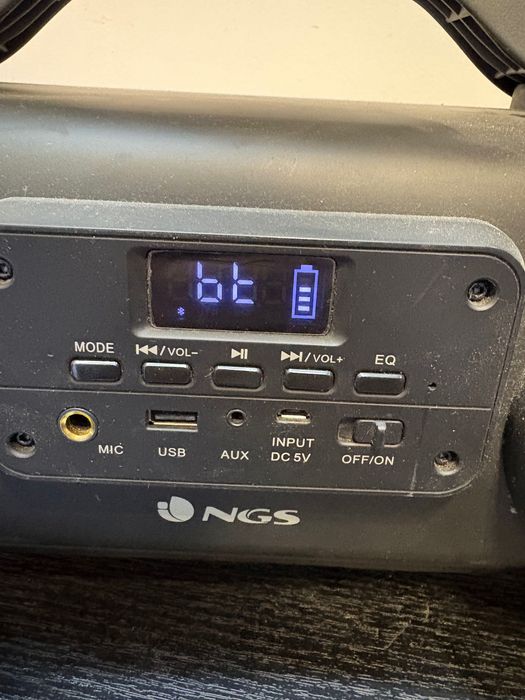 bt
MODE
⏮/VOL−
⏯
⏭/VOL+
EQ
MIC
USB
AUX
INPUT
DC 5V
OFF/ON
NGS